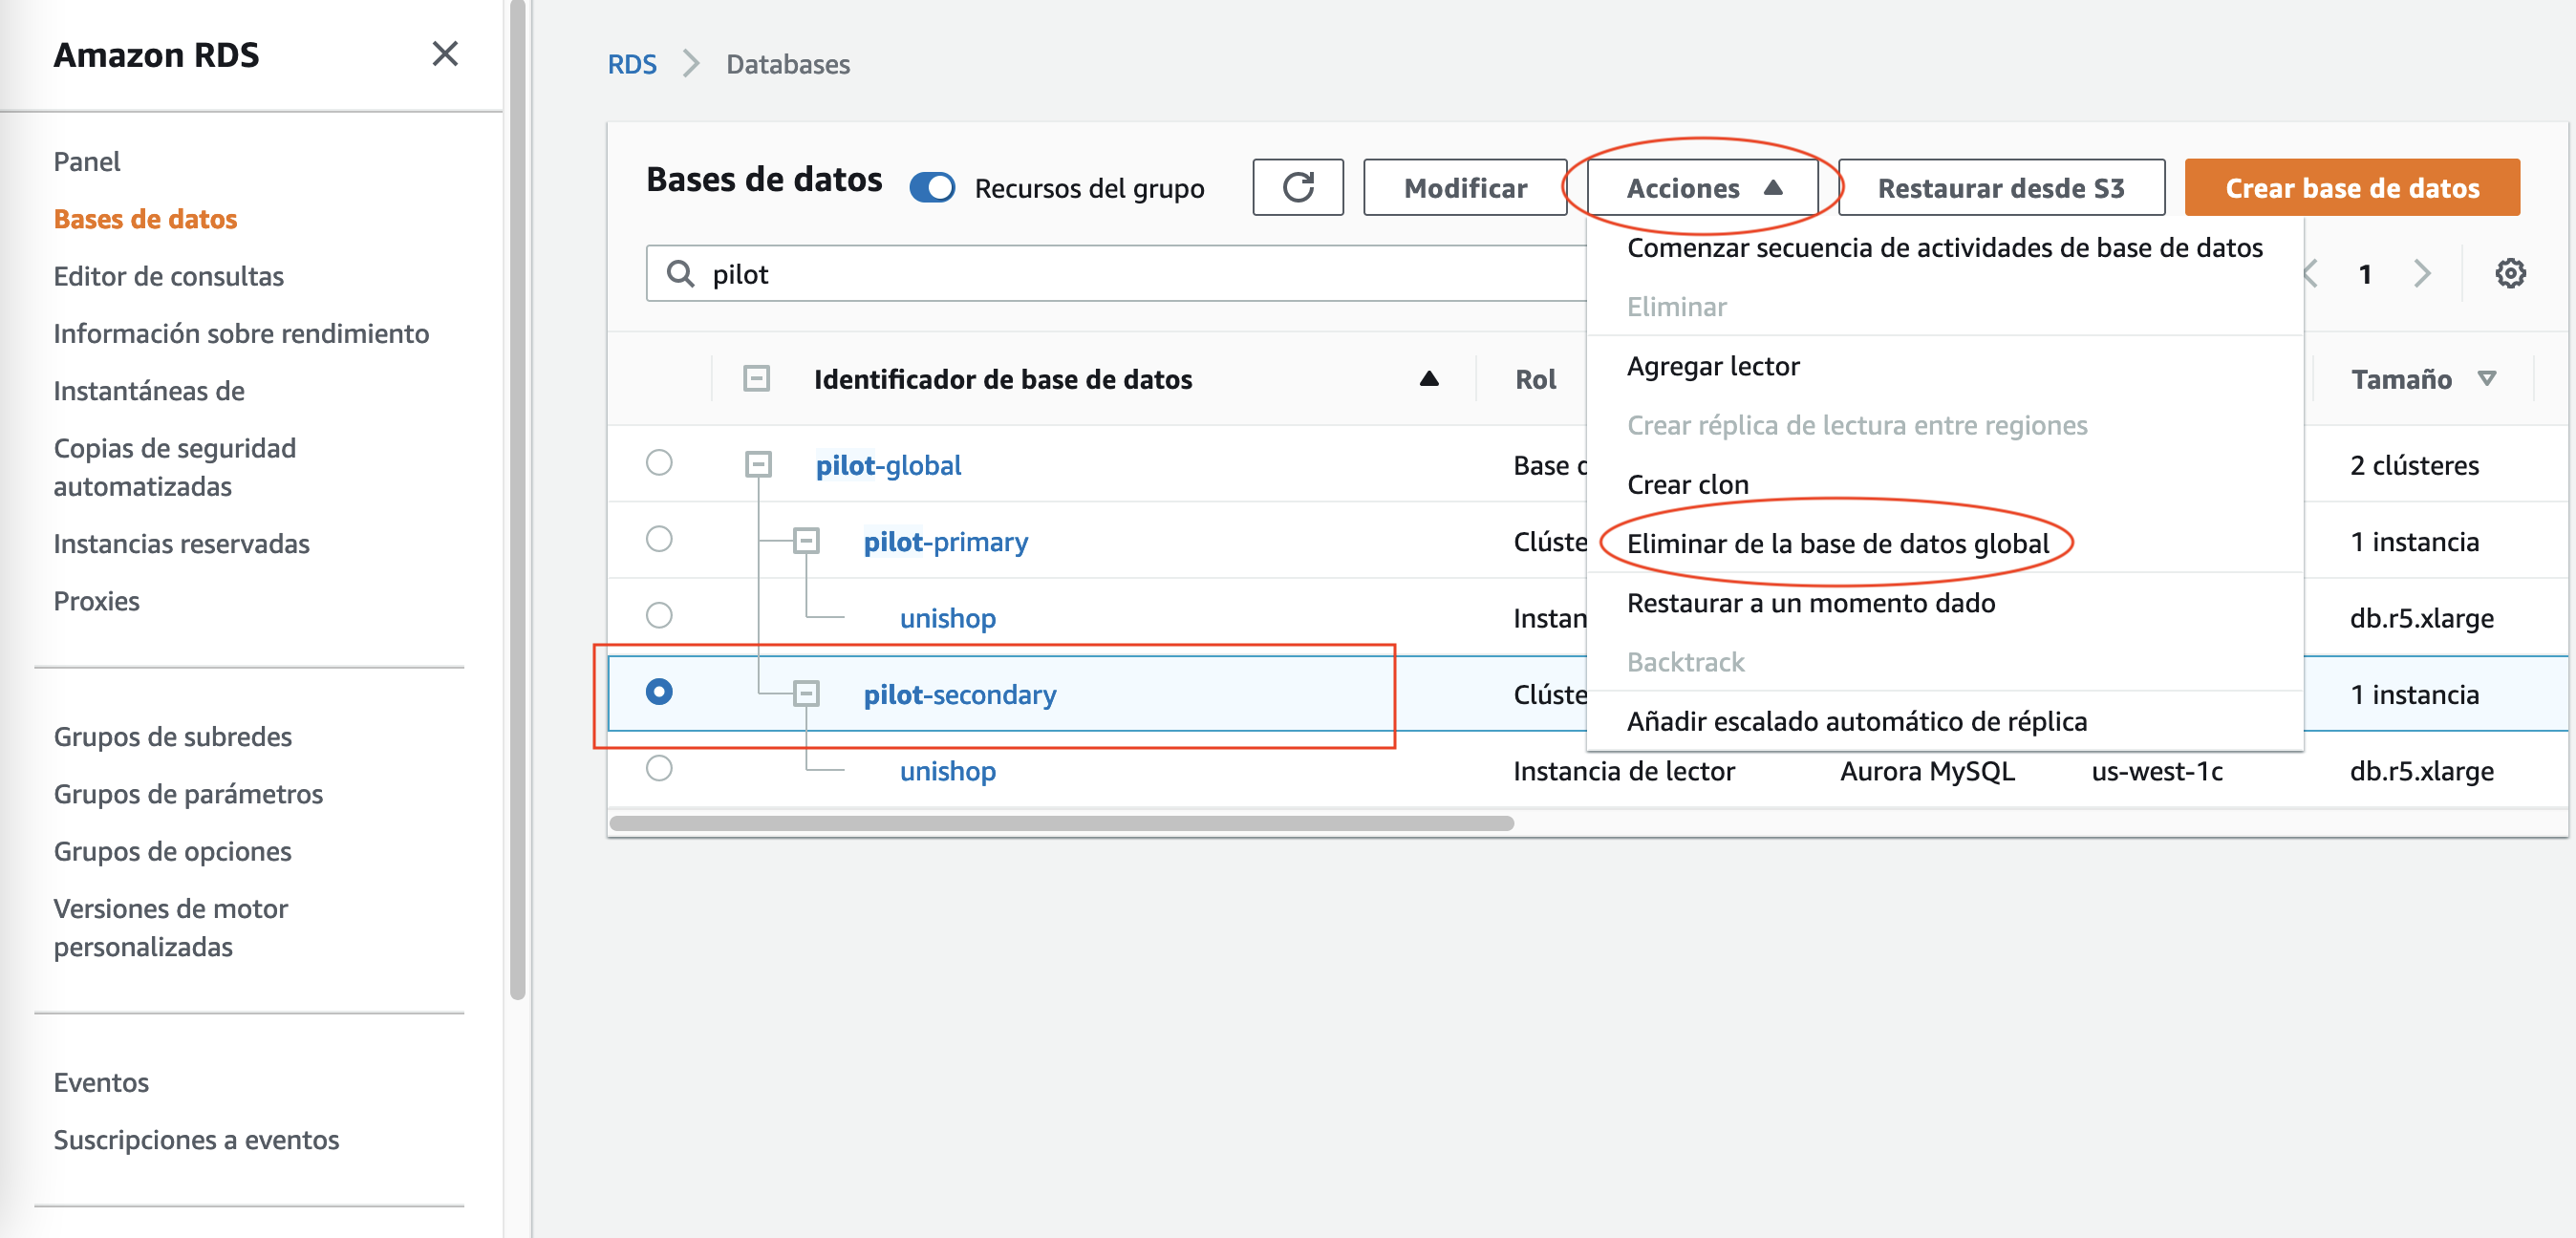 Amazon RDS
Panel
Bases de datos
Editor de consultas
Información sobre rendimiento
Instantáneas de
Copias de seguridad
automatizadas
Instancias reservadas
Proxies
Grupos de subredes
Grupos de parámetros
Grupos de opciones
Versiones de motor
personalizadas
Eventos
Suscripciones a eventos
RDS Databases
Bases de datos Recursos del grupo Modificar Acciones Restaurar desde S3 Crear base de datos
pilot 1
Identificador de base de datos Rol Tamaño
pilot-global Base 2 clústeres
pilot-primary Clúste 1 instancia
unishop Instan db.r5.xlarge
pilot-secondary Clúste 1 instancia
unishop Instancia de lector Aurora MySQL us-west-1c db.r5.xlarge
Comenzar secuencia de actividades de base de datos
Eliminar
Agregar lector
Crear réplica de lectura entre regiones
Crear clon
Eliminar de la base de datos global
Restaurar a un momento dado
Backtrack
Añadir escalado automático de réplica